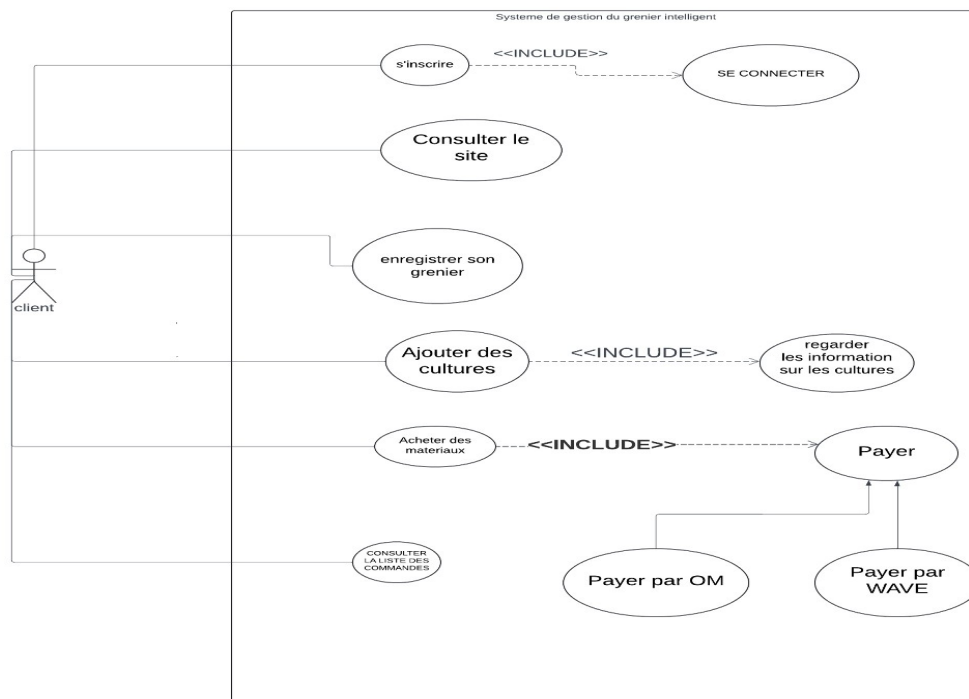 Systeme de gestion du grenier intelligent
s'inscrire
<<INCLUDE>>
SE CONNECTER
Consulter le
site
enregistrer son
grenier
client
Ajouter des
cultures
<<INCLUDE>>
regarder
les information
sur les cultures
Acheter des
materiaux
<<INCLUDE>>
Payer
CONSULTER
LA LISTE DES
COMMANDES
Payer par OM
Payer par
WAVE